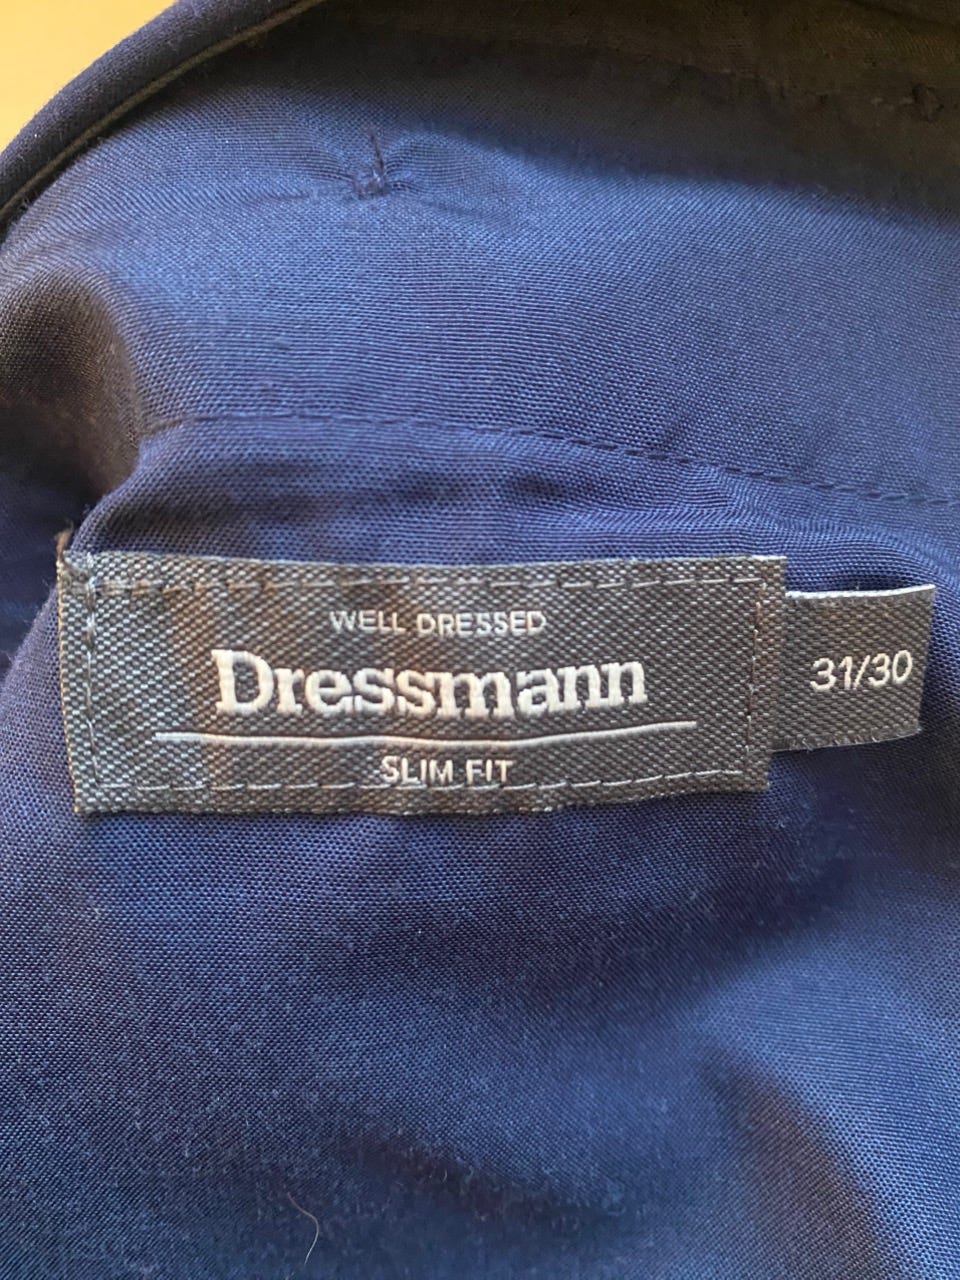 WELL DRESSED
Dressmann
SLIM FIT
31/30